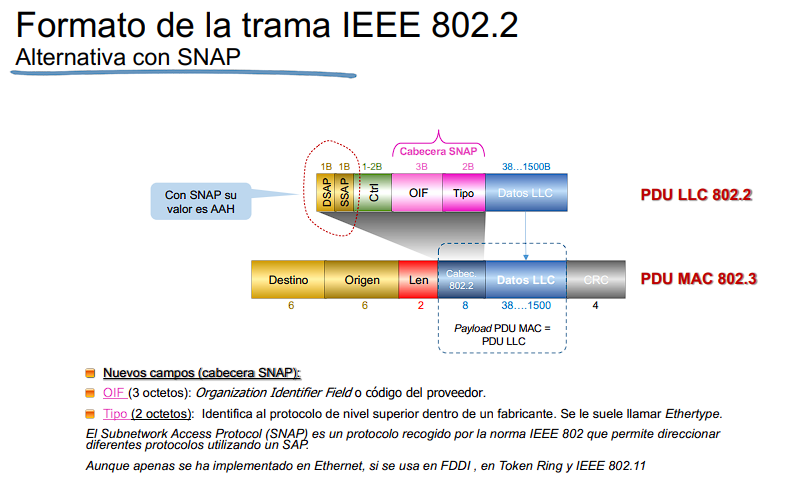 Formato de la trama IEEE 802.2
Alternativa con SNAP
Cabecera SNAP
1B 1B 1-2B 3B 2B 38...1500B
Con SNAP su
valor es AAH
DSAP SSAP Ctrl OIF Tipo Datos LLC
PDU LLC 802.2
Destino Origen Len Cabec. 802.2 Datos LLC CRC
PDU MAC 802.3
6 6 2 8 38....1500 4
Payload PDU MAC =
PDU LLC
Nuevos campos (cabecera SNAP):
OIF (3 octetos): Organization Identifier Field o código del proveedor.
Tipo (2 octetos): Identifica al protocolo de nivel superior dentro de un fabricante. Se le suele llamar Ethertype.
El Subnetwork Access Protocol (SNAP) es un protocolo recogido por la norma IEEE 802 que permite direccionar
diferentes protocolos utilizando un SAP.
Aunque apenas se ha implementado en Ethernet, si se usa en FDDI , en Token Ring y IEEE 802.11